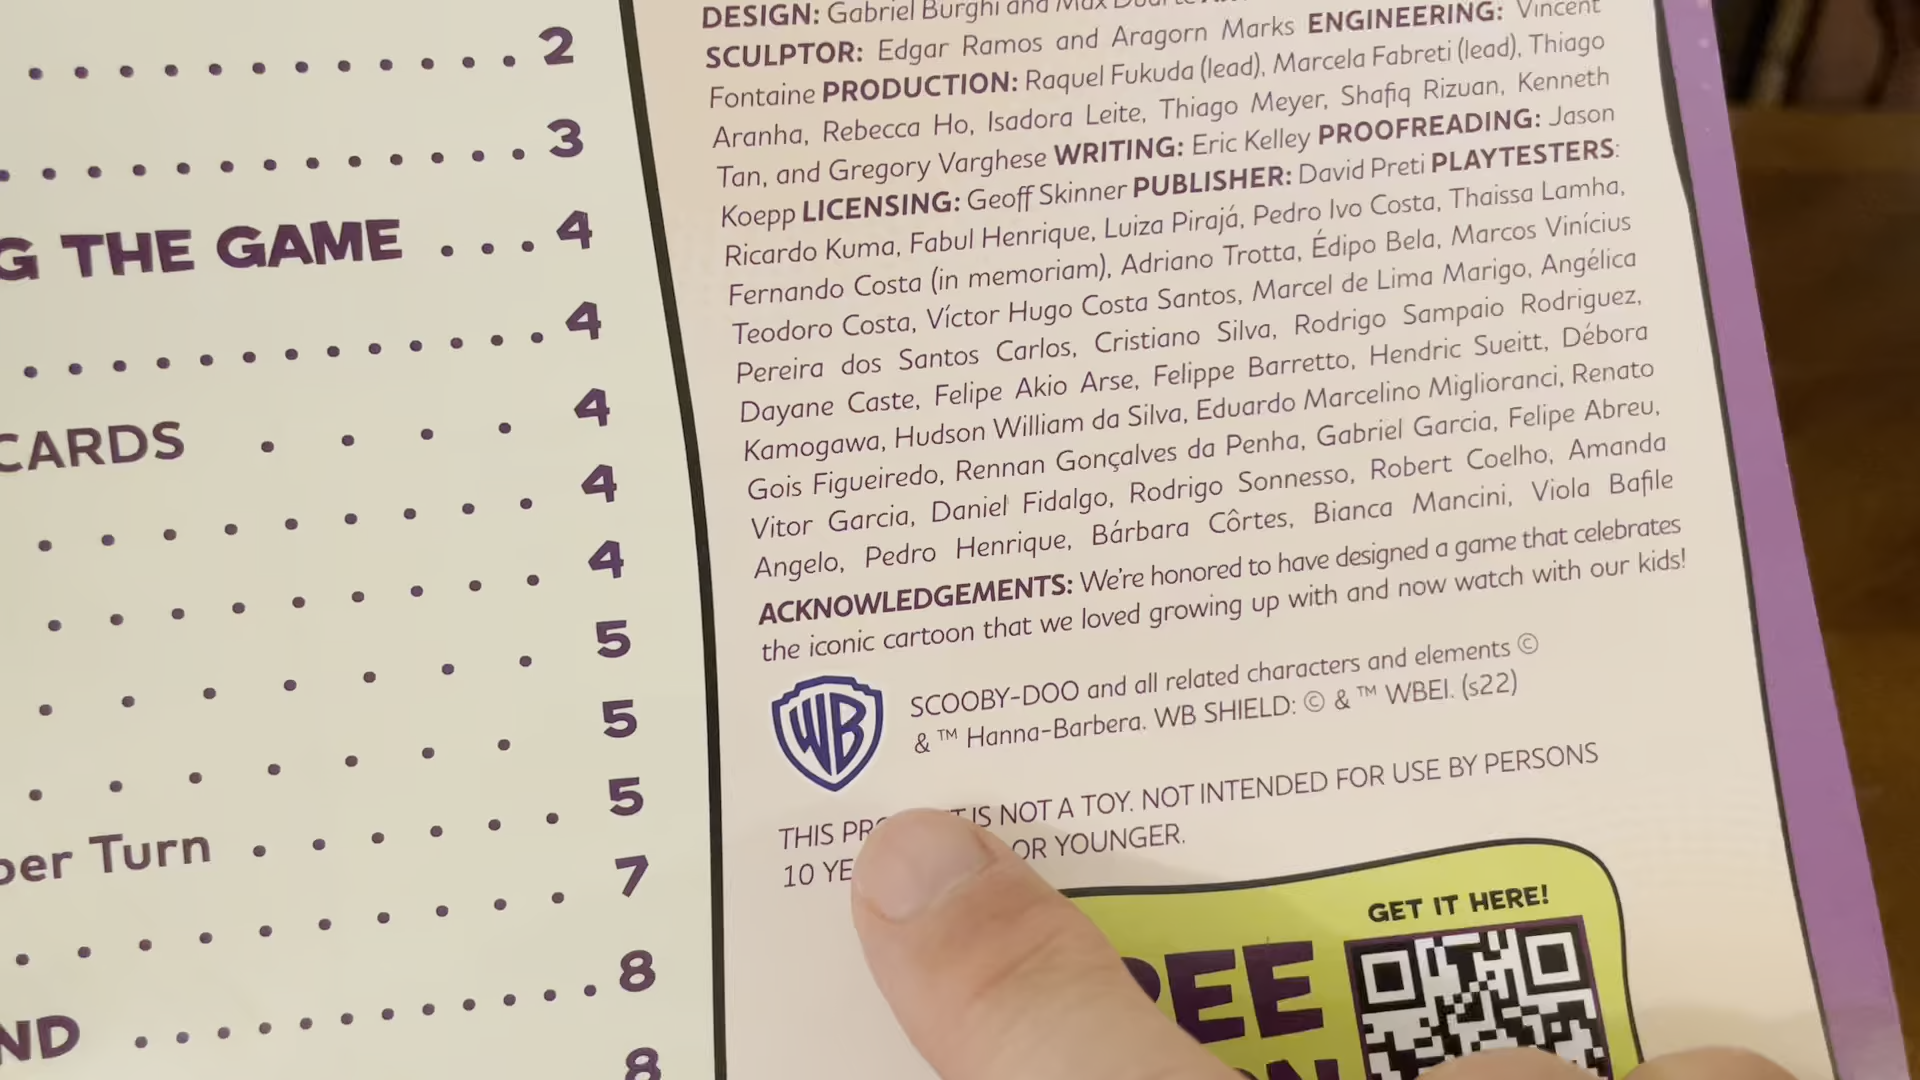 . . . . . . . . . . . . 2
. . . . . . . . . . . . . 3
G THE GAME . . . 4
. . . . . . . . . . . . . 4
CARDS . . . . 4
. . . . . . . . . 4
. . . . . . . . . 4
. . . . . . . 5
. . . . . . . 5
per Turn . . . . . . . 5
. . . . . . . . . . 7
ND . . . . . . . . . . . . 8
8
DESIGN: Gabriel Burghi and Max
SCULPTOR: Edgar Ramos and Aragorn Marks ENGINEERING: Vincent
Fontaine PRODUCTION: Raquel Fukuda (lead), Marcela Fabreti (lead), Thiago
Aranha, Rebecca Ho, Isadora Leite, Thiago Meyer, Shafiq Rizuan, Kenneth
Tan, and Gregory Varghese WRITING: Eric Kelley PROOFREADING: Jason
Koepp LICENSING: Geoff Skinner PUBLISHER: David Preti PLAYTESTERS:
Ricardo Kuma, Fabul Henrique, Luiza Pirajá, Pedro Ivo Costa, Thaissa Lamha,
Fernando Costa (in memoriam), Adriano Trotta, Édipo Bela, Marcos Vinícius
Teodoro Costa, Víctor Hugo Costa Santos, Marcel de Lima Marigo, Angélica
Pereira dos Santos Carlos, Cristiano Silva, Rodrigo Sampaio Rodriguez,
Dayane Caste, Felipe Akio Arse, Felippe Barretto, Hendric Sueitt, Débora
Kamogawa, Hudson William da Silva, Eduardo Marcelino Miglioranci, Renato
Gois Figueiredo, Rennan Gonçalves da Penha, Gabriel Garcia, Felipe Abreu,
Vitor Garcia, Daniel Fidalgo, Rodrigo Sonnesso, Robert Coelho, Amanda
Angelo, Pedro Henrique, Bárbara Côrtes, Bianca Mancini, Viola Bafile
ACKNOWLEDGEMENTS: We're honored to have designed a game that celebrates
the iconic cartoon that we loved growing up with and now watch with our kids!
WB
SCOOBY-DOO and all related characters and elements ©
& ™ Hanna-Barbera. WB SHIELD: © & ™ WBEI. (s22)
THIS PR IS NOT A TOY. NOT INTENDED FOR USE BY PERSONS
10 YE OR YOUNGER.
GET IT HERE!
REE